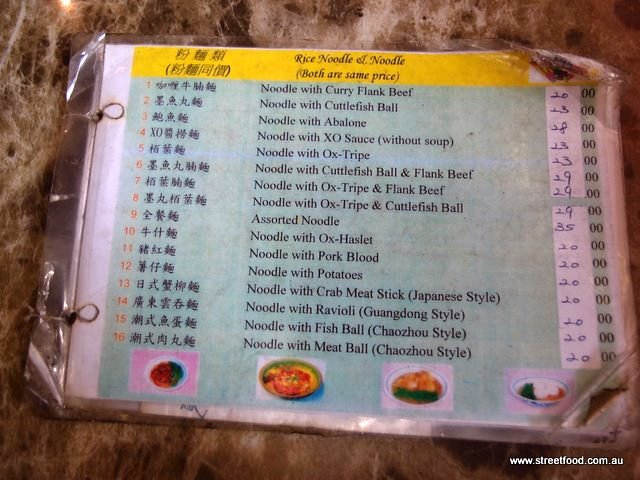 粉麵類 Rice Noodle & Noodle
(粉麵同價) (Both are same price)
1 咖喱牛腩麵 Noodle with Curry Flank Beef 20 00
2 墨魚丸麵 Noodle with Cuttlefish Ball 23 00
3 鮑魚麵 Noodle with Abalone 28 00
4 XO醬撈麵 Noodle with XO Sauce (without soup) 23 00
5 栢葉麵 Noodle with Ox-Tripe 23 00
6 墨魚丸腩麵 Noodle with Cuttlefish Ball & Flank Beef 29 00
7 栢葉腩麵 Noodle with Ox-Tripe & Flank Beef 29 00
8 墨丸栢葉麵 Noodle with Ox-Tripe & Cuttlefish Ball 29 00
9 全餐麵 Assorted Noodle 35 00
10 牛什麵 Noodle with Ox-Haslet 20 00
11 豬紅麵 Noodle with Pork Blood 20 00
12 薯仔麵 Noodle with Potatoes 20 00
13 日式蟹柳麵 Noodle with Crab Meat Stick (Japanese Style) 20 00
14 廣東雲吞麵 Noodle with Ravioli (Guangdong Style) 20 00
15 潮式魚蛋麵 Noodle with Fish Ball (Chaozhou Style) 20 00
16 潮式肉丸麵 Noodle with Meat Ball (Chaozhou Style) 20 00
www.streetfood.com.au